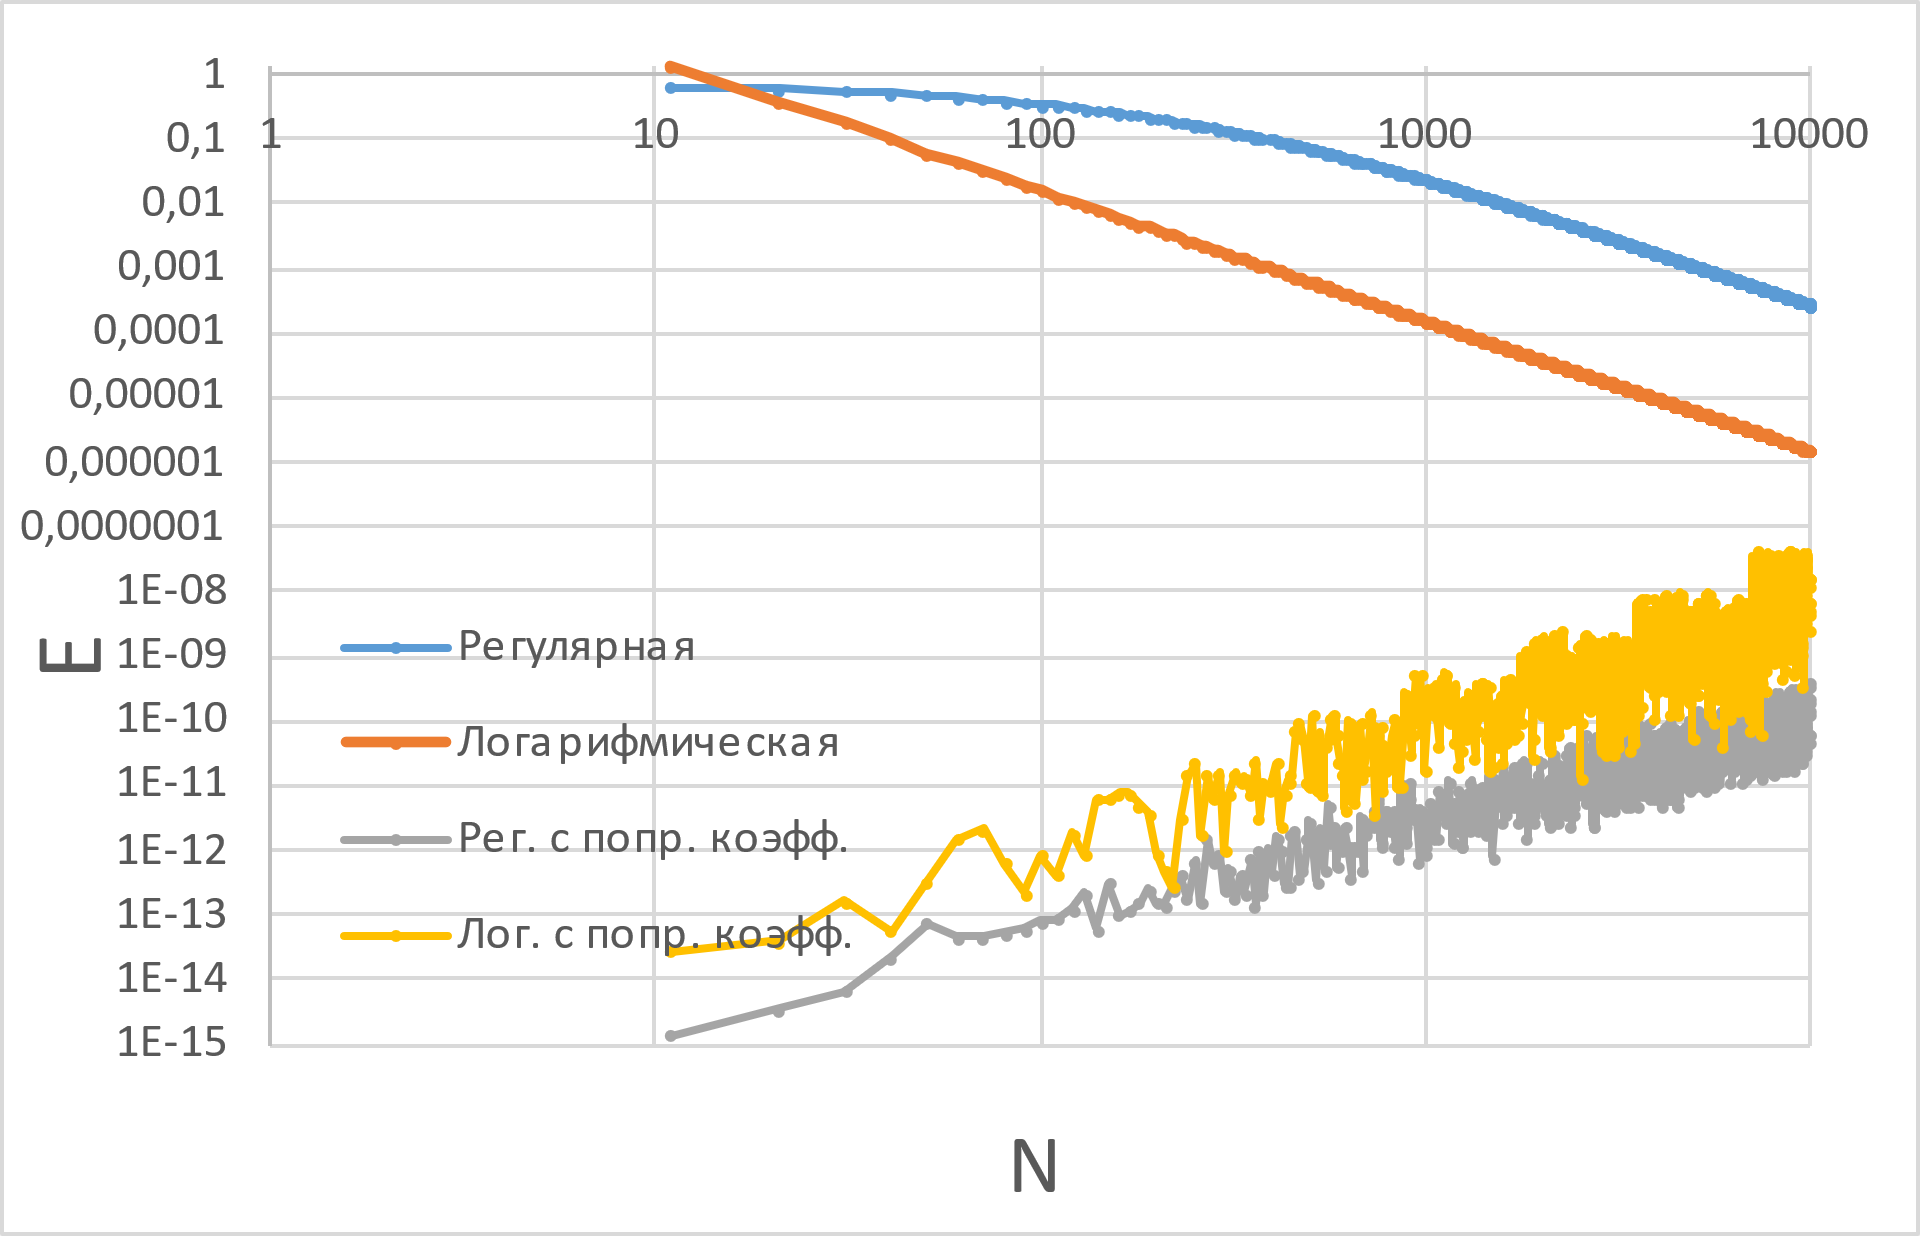 1
0,1
0,01
0,001
0,0001
0,00001
0,000001
0,0000001
1E-08
1E-09
1E-10
1E-11
1E-12
1E-13
1E-14
1E-15
1 10 100 1000 10000
E
Регулярная
Логарифмическая
Рег. с попр. коэфф.
Лог. с попр. коэфф.
N